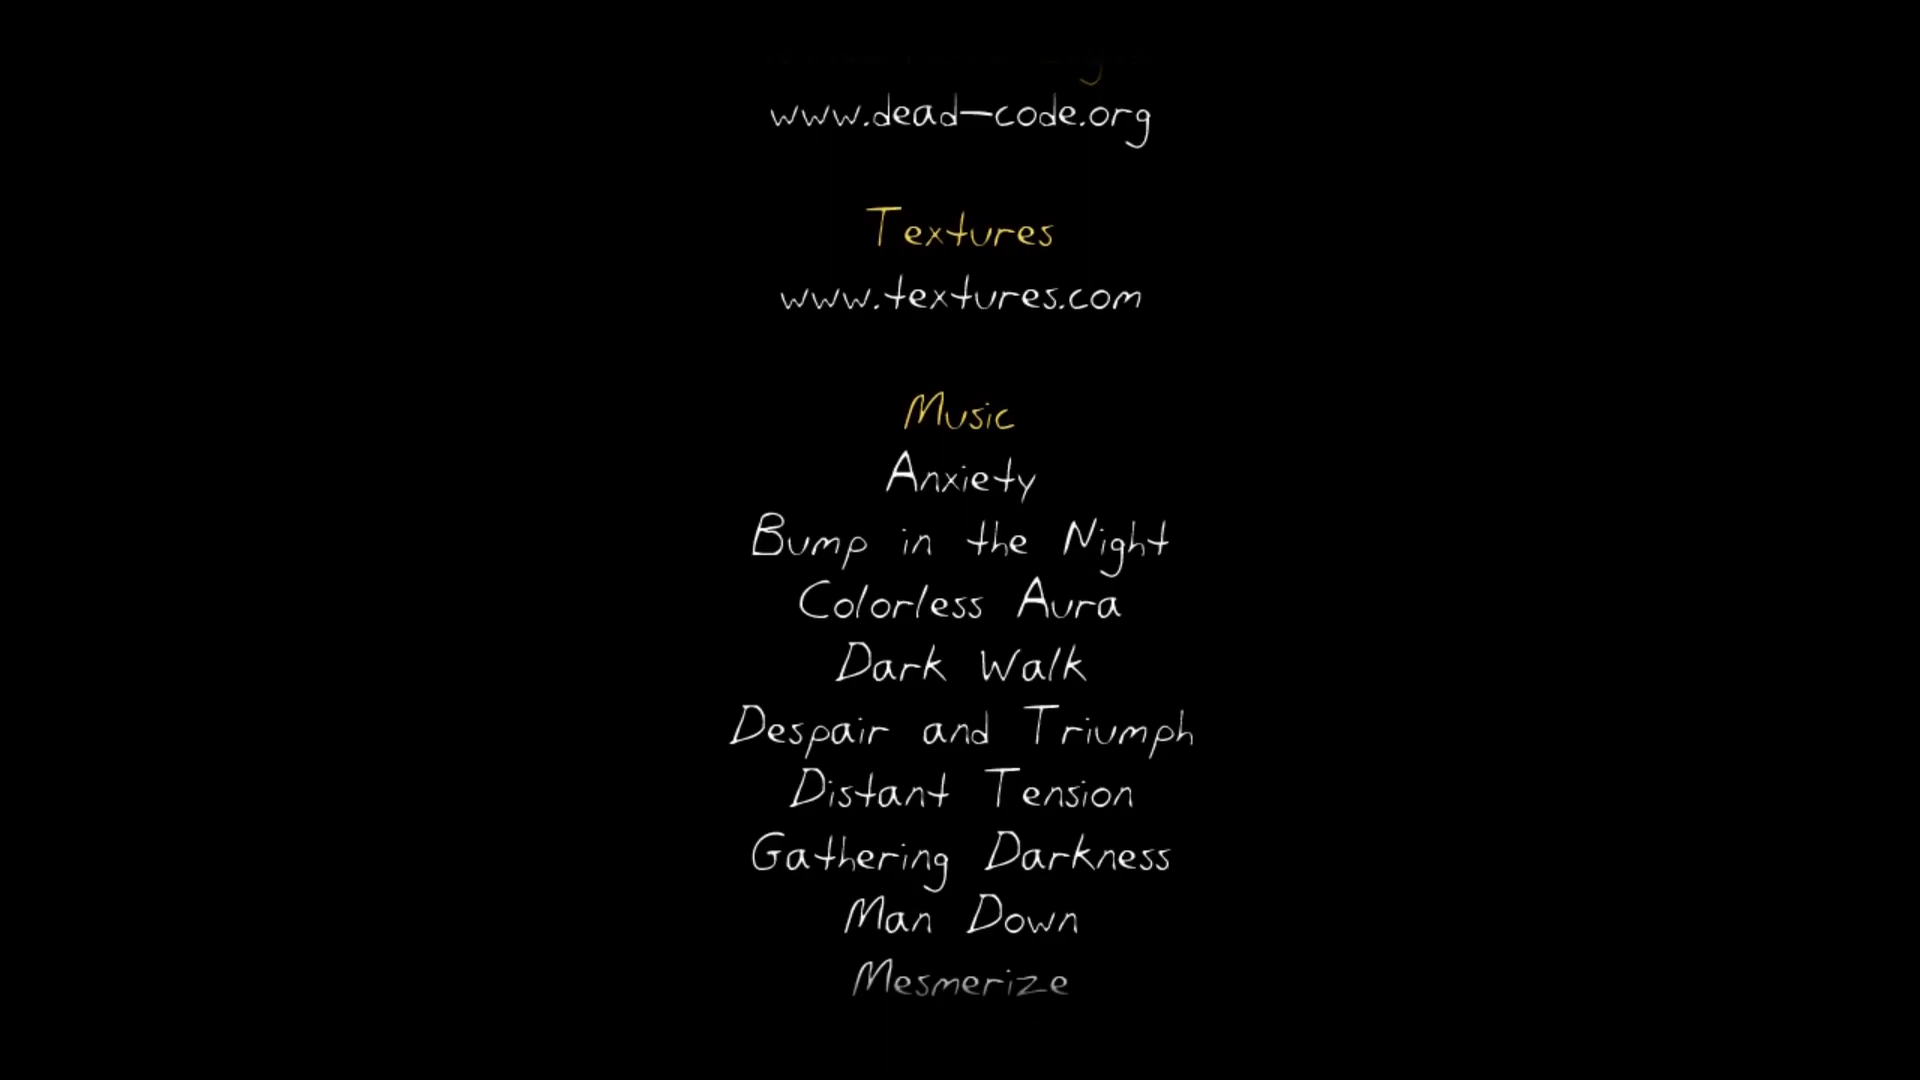 www.dead-code.org
Textures
www.textures.com
Music
Anxiety
Bump in the Night
Colorless Aura
Dark Walk
Despair and Triumph
Distant Tension
Gathering Darkness
Man Down
Mesmerize